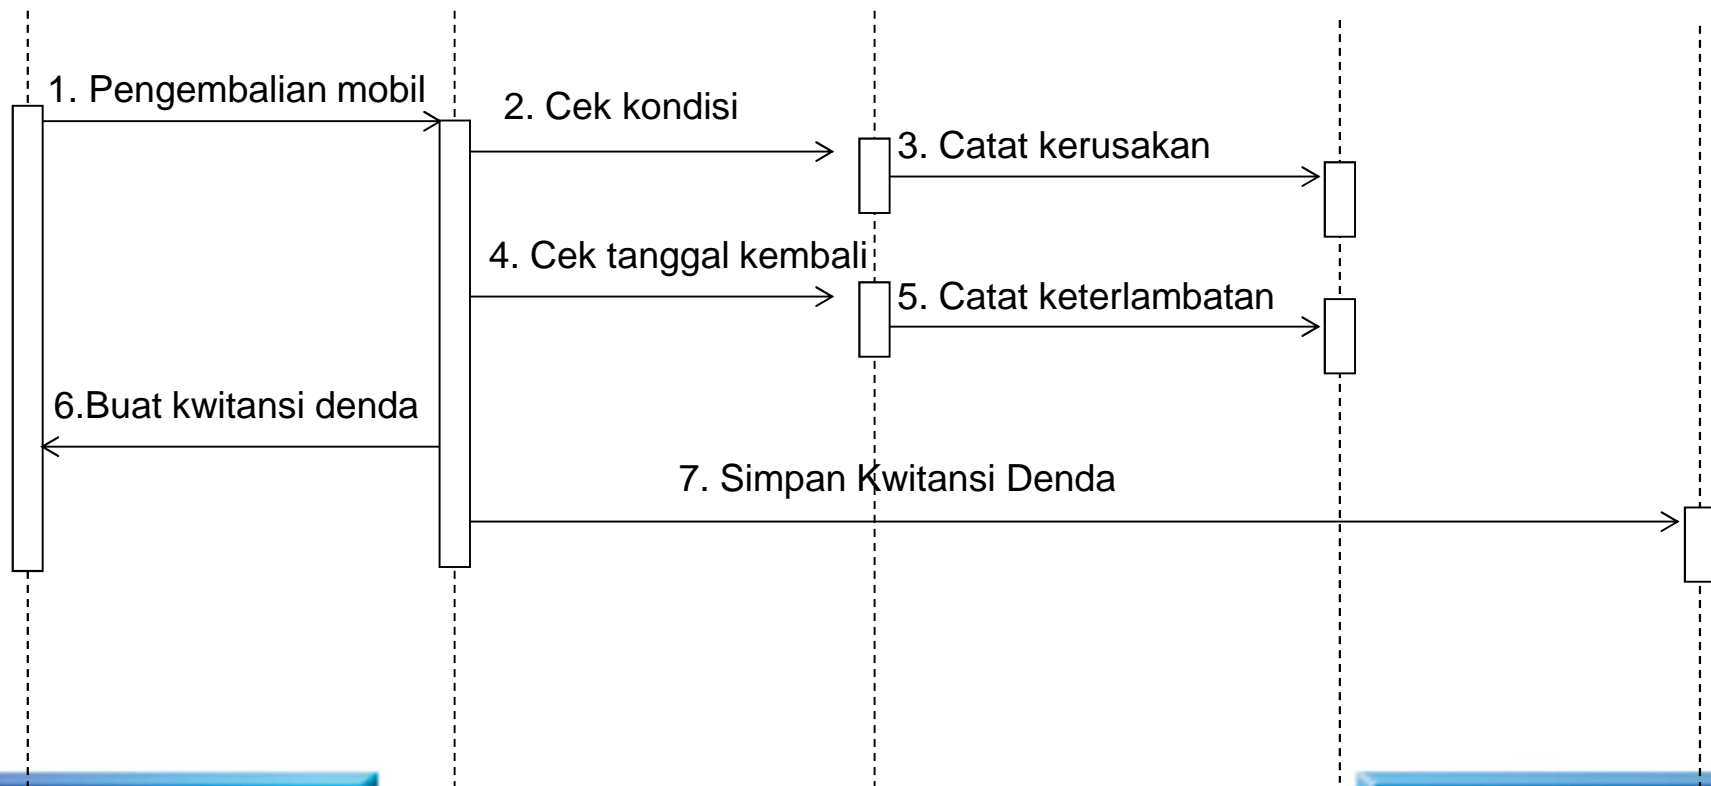 1. Pengembalian mobil
2. Cek kondisi
3. Catat kerusakan
4. Cek tanggal kembali
5. Catat keterlambatan
6.Buat kwitansi denda
7. Simpan Kwitansi Denda